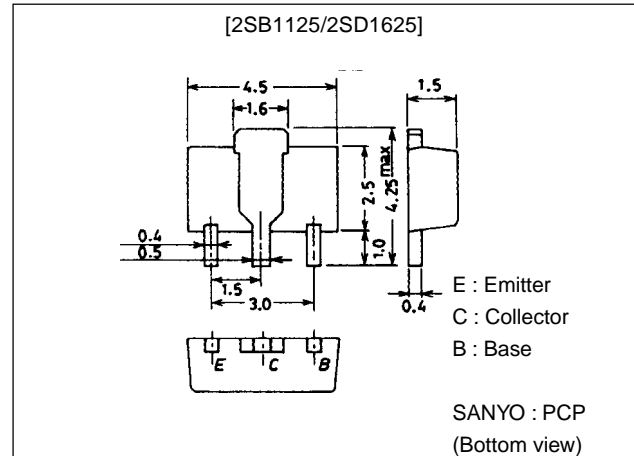 [2SB1125/2SD1625]
4.5
1.6
1.5
2.5
4.25max
1.0
0.4
0.5
1.5
3.0
0.4
E : Emitter
C : Collector
B : Base
E C B
SANYO : PCP
(Bottom view)